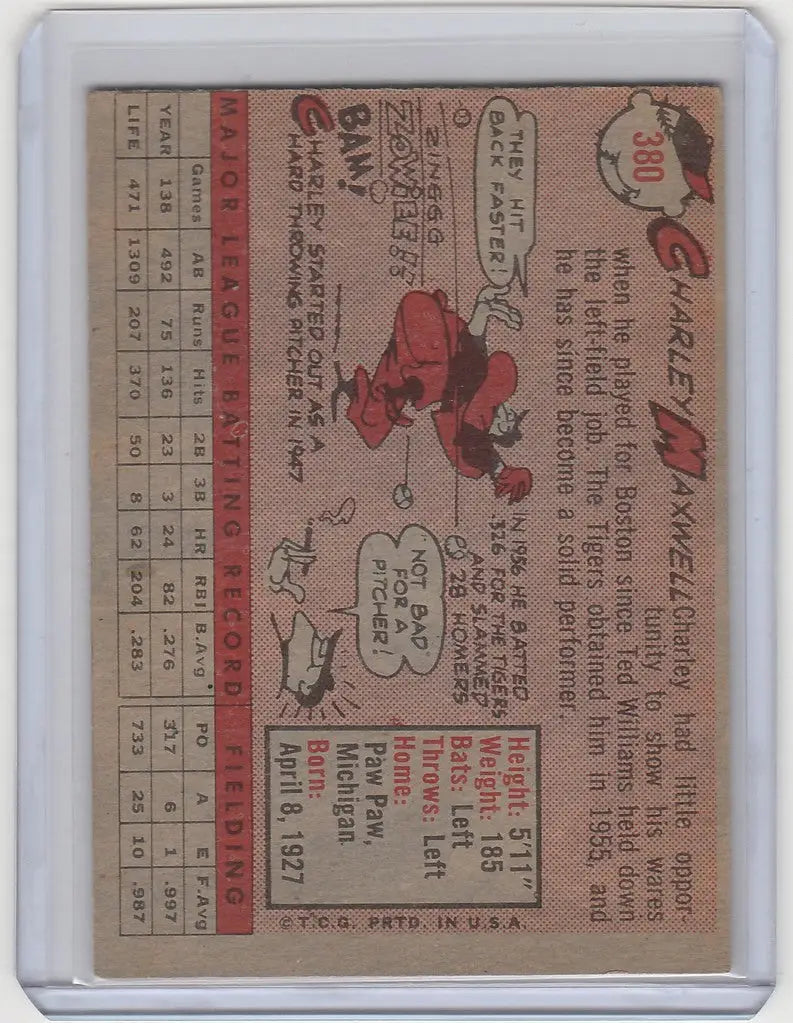 380
CHARLEY MAXWELL
Charley had little oppor-
tunity to show his wares
when he played for Boston since Ted Williams held down
the left-field job. The Tigers obtained him in 1955, and
he has since become a solid performer
THEY HIT
BACK FASTER!
ZINGGG
ZOWIEE!!
BAM!
CHARLEY STARTED OUT AS A
HARD THROWING PITCHER IN 1947
IN 1956 HE BATTED
.326 FOR THE TIGERS
AND SLAMMED
28 HOMERS
"NOT BAD
FOR A
PITCHER!
Height: 5'11"
Weight: 185
Bats: Left
Throws: Left
Home:
Paw Paw,
Michigan
Born:
April 8, 1927
© T.C.G. PRTD. IN U.S.A.
MAJOR LEAGUE BATTING RECORD FIELDING
Games AB Runs Hits 2B 3B HR RBI B.Avg. PO A E F.Avg
YEAR 138 492 75 136 23 3 24 82 .276 317 6 1 .997
LIFE 471 1309 207 370 50 8 62 204 .283 733 25 10 .987